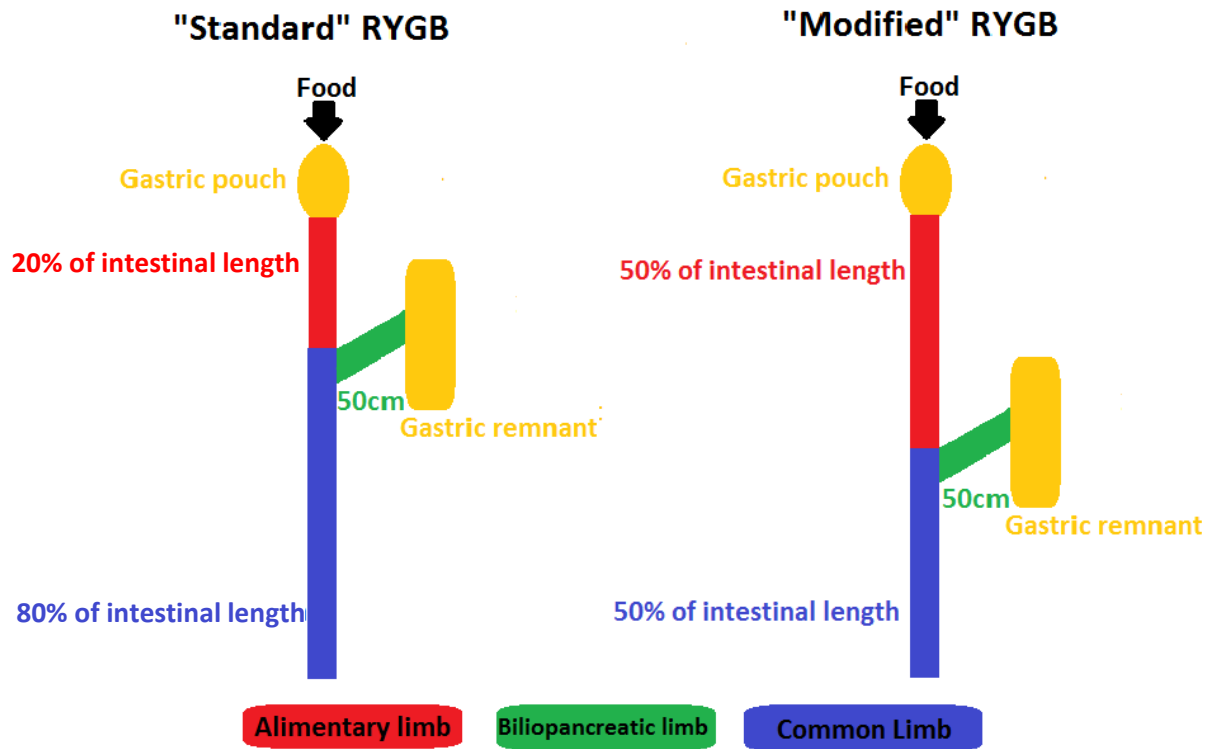 "Standard" RYGB
Food
Gastric pouch
20% of intestinal length
50cm
Gastric remnant
80% of intestinal length
"Modified" RYGB
Food
Gastric pouch
50% of intestinal length
50cm
Gastric remnant
50% of intestinal length
Alimentary limb
Biliopancreatic limb
Common Limb